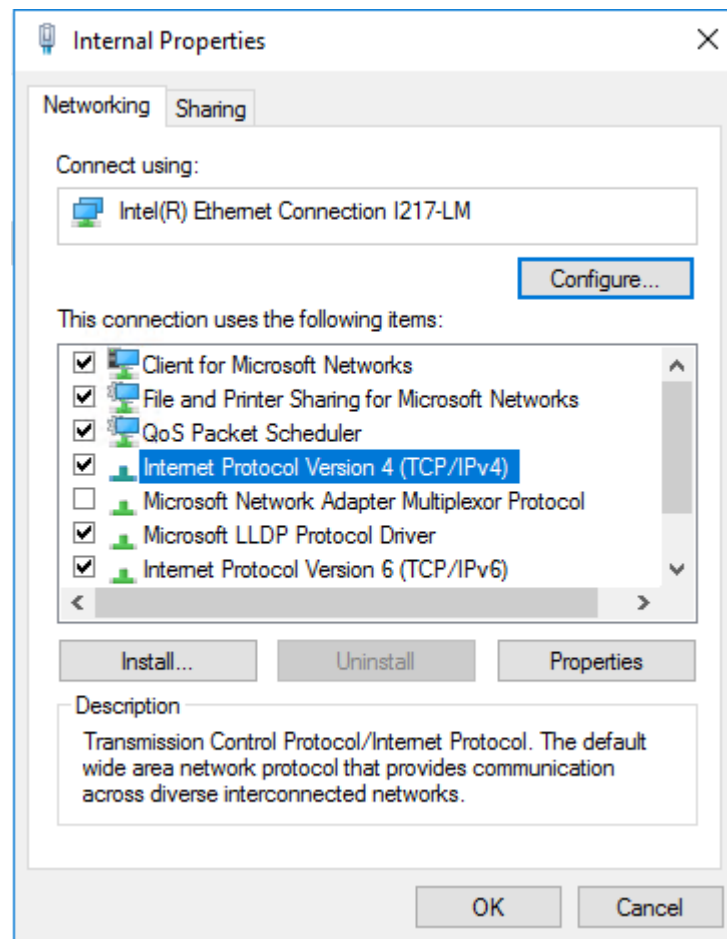 Internal Properties
Networking
Sharing
Connect using:
Intel(R) Ethernet Connection I217-LM
Configure...
This connection uses the following items:
Client for Microsoft Networks
File and Printer Sharing for Microsoft Networks
QoS Packet Scheduler
Internet Protocol Version 4 (TCP/IPv4)
Microsoft Network Adapter Multiplexor Protocol
Microsoft LLDP Protocol Driver
Internet Protocol Version 6 (TCP/IPv6)
Install...
Uninstall
Properties
Description
Transmission Control Protocol/Internet Protocol. The default
wide area network protocol that provides communication
across diverse interconnected networks.
OK
Cancel